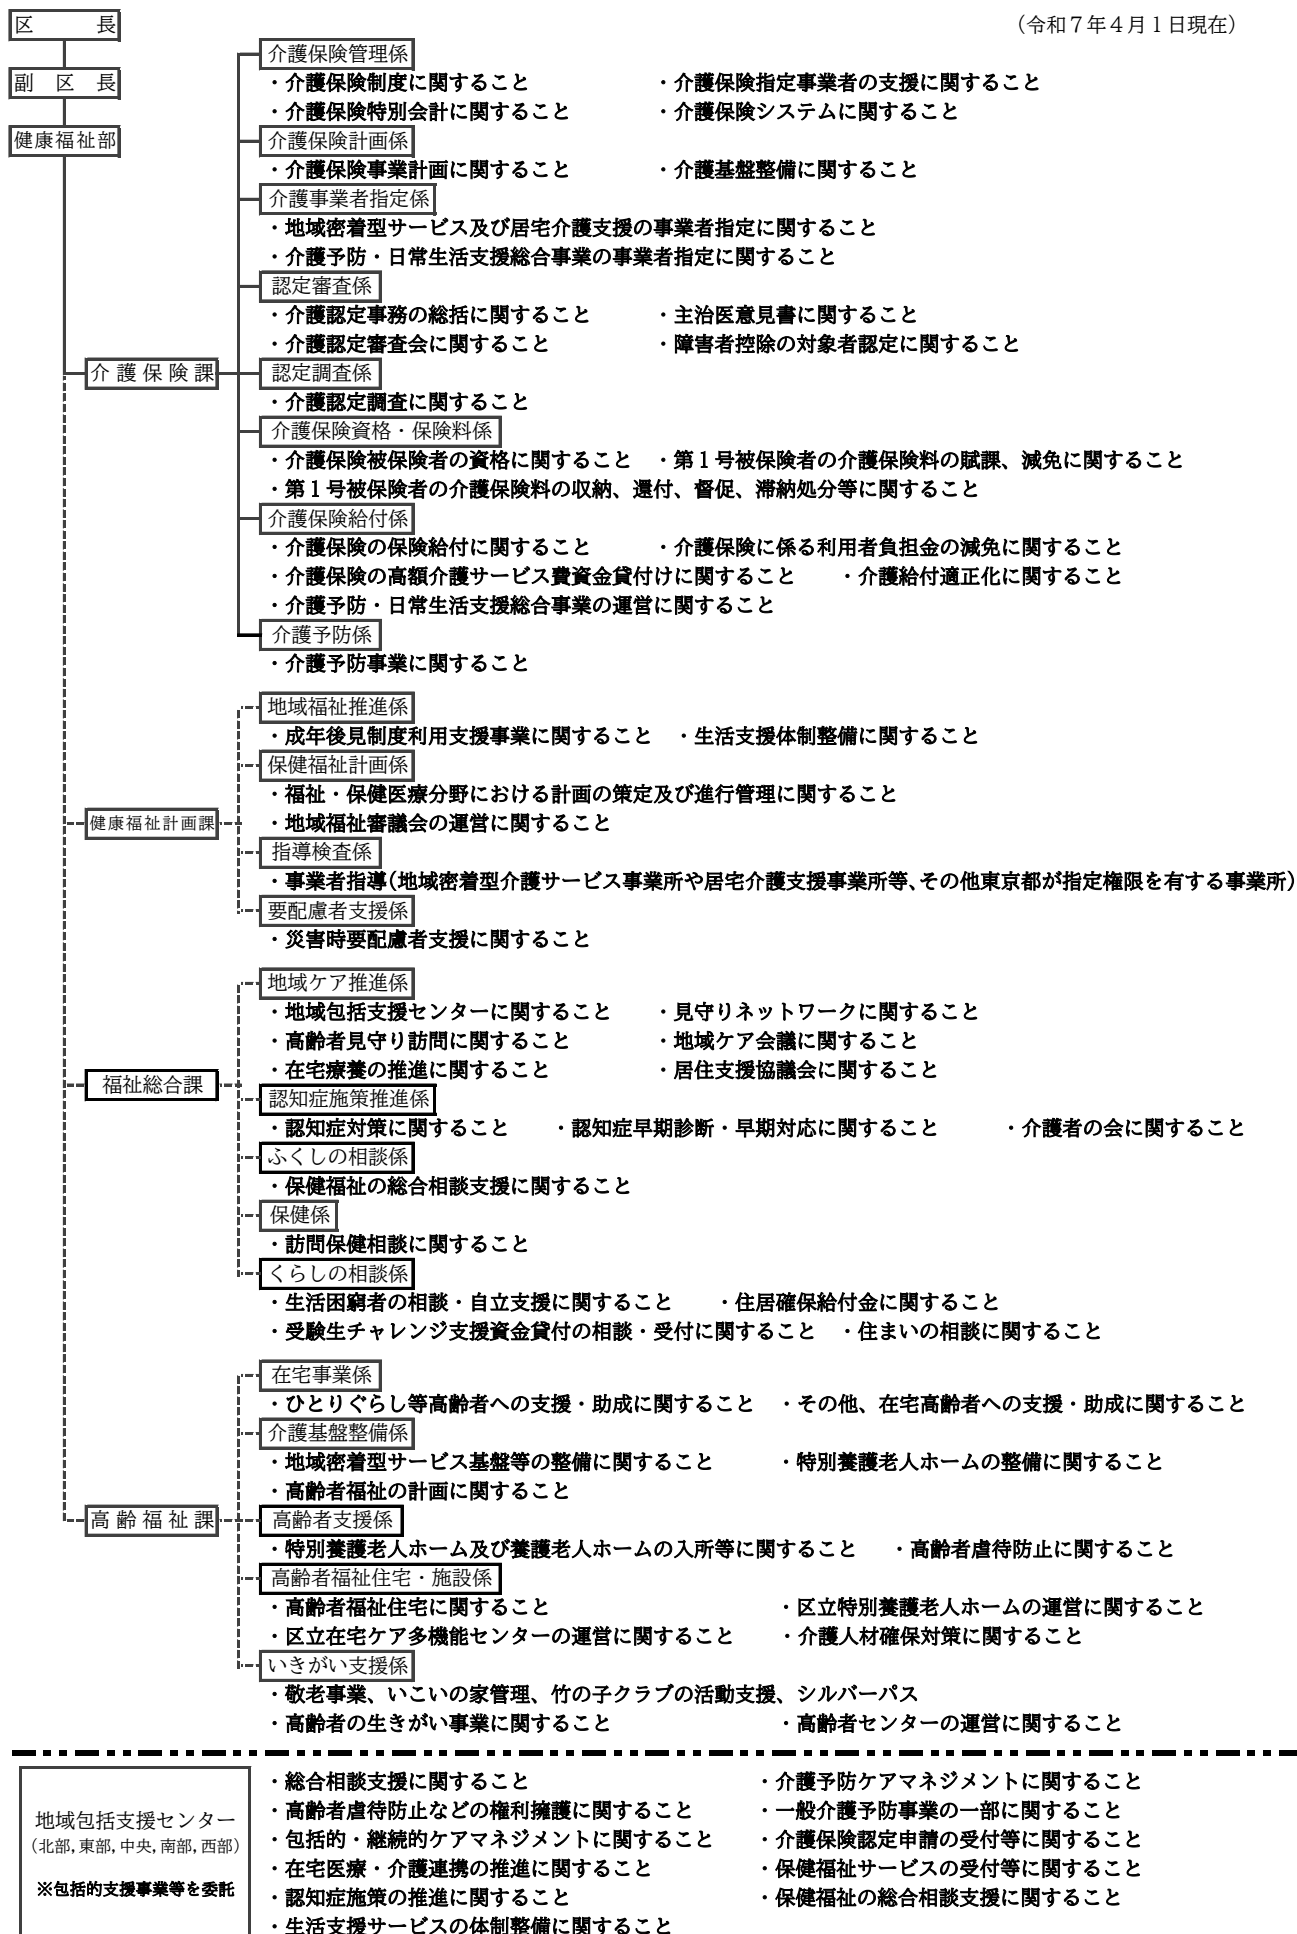 区　長
（令和７年４月１日現在）
介護保険管理係
副　区　長
・介護保険制度に関すること　・介護保険指定事業者の支援に関すること
・介護保険特別会計に関すること　・介護保険システムに関すること
健康福祉部
介護保険計画係
・介護保険事業計画に関すること　・介護基盤整備に関すること
介護事業者指定係
・地域密着型サービス及び居宅介護支援の事業者指定に関すること
・介護予防・日常生活支援総合事業の事業者指定に関すること
認定審査係
・介護認定事務の総括に関すること　・主治医意見書に関すること
・介護認定審査会に関すること　・障害者控除の対象者認定に関すること
介護保険課
認定調査係
・介護認定調査に関すること
介護保険資格・保険料係
・介護保険被保険者の資格に関すること　・第１号被保険者の介護保険料の賦課、減免に関すること
・第１号被保険者の介護保険料の収納、還付、督促、滞納処分等に関すること
介護保険給付係
・介護保険の保険給付に関すること　・介護保険に係る利用者負担金の減免に関すること
・介護保険の高額介護サービス費資金貸付けに関すること　・介護給付適正化に関すること
・介護予防・日常生活支援総合事業の運営に関すること
介護予防係
・介護予防事業に関すること
地域福祉推進係
・成年後見制度利用支援事業に関すること　・生活支援体制整備に関すること
保健福祉計画係
・福祉・保健医療分野における計画の策定及び進行管理に関すること
健康福祉計画課
・地域福祉審議会の運営に関すること
指導検査係
・事業者指導（地域密着型介護サービス事業所や居宅介護支援事業所等、その他東京都が指定権限を有する事業所）
要配慮者支援係
・災害時要配慮者支援に関すること
地域ケア推進係
・地域包括支援センターに関すること　・見守りネットワークに関すること
・高齢者見守り訪問に関すること　・地域ケア会議に関すること
・在宅療養の推進に関すること　・居住支援協議会に関すること
福祉総合課
認知症施策推進係
・認知症対策に関すること　・認知症早期診断・早期対応に関すること　・介護者の会に関すること
ふくしの相談係
・保健福祉の総合相談支援に関すること
保健係
・訪問保健相談に関すること
くらしの相談係
・生活困窮者の相談・自立支援に関すること　・住居確保給付金に関すること
・受験生チャレンジ支援資金貸付の相談・受付に関すること　・住まいの相談に関すること
在宅事業係
・ひとりぐらし等高齢者への支援・助成に関すること　・その他、在宅高齢者への支援・助成に関すること
介護基盤整備係
・地域密着型サービス基盤等の整備に関すること　・特別養護老人ホームの整備に関すること
・高齢者福祉の計画に関すること
高齢福祉課
高齢者支援係
・特別養護老人ホーム及び養護老人ホームの入所等に関すること　・高齢者虐待防止に関すること
高齢者福祉住宅・施設係
・高齢者福祉住宅に関すること　・区立特別養護老人ホームの運営に関すること
・区立在宅ケア多機能センターの運営に関すること　・介護人材確保対策に関すること
いきがい支援係
・敬老事業、いこいの家管理、竹の子クラブの活動支援、シルバーパス
・高齢者の生きがい事業に関すること　・高齢者センターの運営に関すること
地域包括支援センター
（北部,東部,中央,南部,西部）
※包括的支援事業等を委託
・総合相談支援に関すること　・介護予防ケアマネジメントに関すること
・高齢者虐待防止などの権利擁護に関すること　・一般介護予防事業の一部に関すること
・包括的・継続的ケアマネジメントに関すること　・介護保険認定申請の受付等に関すること
・在宅医療・介護連携の推進に関すること　・保健福祉サービスの受付等に関すること
・認知症施策の推進に関すること　・保健福祉の総合相談支援に関すること
・生活支援サービスの体制整備に関すること